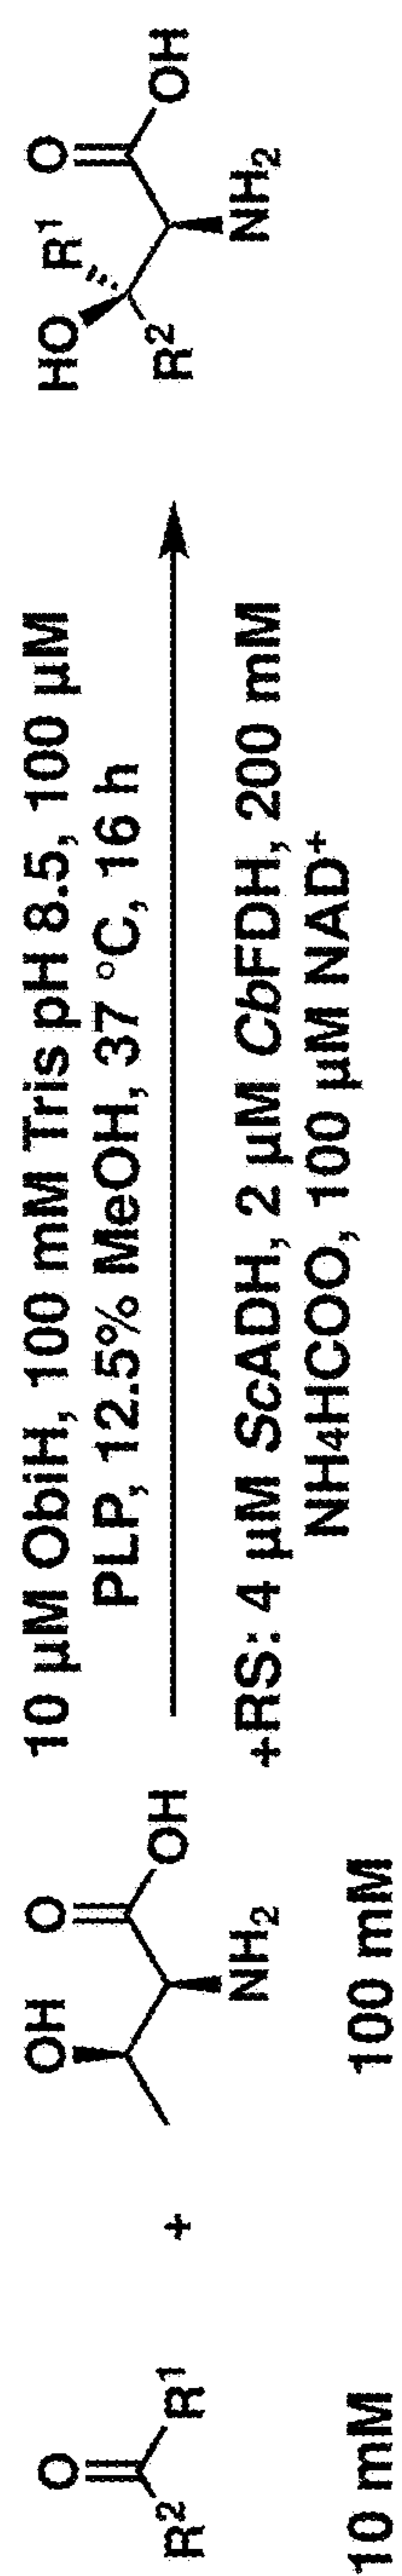 O
R² R¹
10 mM
+
OH O
OH
NH₂
100 mM
10 µM ObiH, 100 mM Tris pH 8.5, 100 µM
PLP, 12.5% MeOH, 37 °C, 16 h
+RS: 4 µM ScADH, 2 µM CbFDH, 200 mM
NH4HCOO, 100 µM NAD⁺
HO R¹ O
R² OH
NH₂